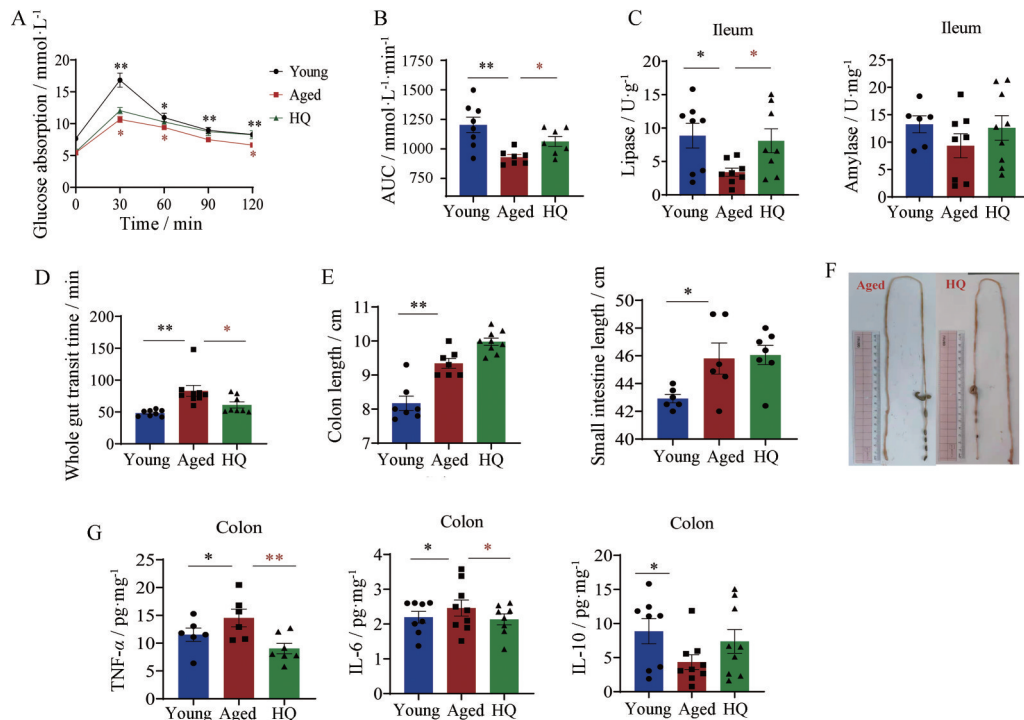 A
Glucose absorption / mmol·L⁻¹
20
15
10
5
0
**
*
**
**
*
*
*
0 30 60 90 120
Time / min
Young
Aged
HQ
B
AUC / mmol·L⁻¹·min⁻¹
1500
1250
1000
750
** *
Young Aged HQ
C
Ileum
Lipase / U·g⁻¹
20
15
10
5
0
* *
Young Aged HQ
Ileum
Amylase / U·mg⁻¹
25
20
15
10
5
0
Young Aged HQ
D
Whole gut transit time / min
200
150
100
50
0
** *
Young Aged HQ
E
Colon length / cm
11
10
9
8
7
**
Young Aged HQ
Small intestine length / cm
50
48
46
44
42
40
*
Young Aged HQ
F
Aged HQ
G
Colon
TNF-α / pg·mg⁻¹
25
20
15
10
5
0
* **
Young Aged HQ
Colon
IL-6 / pg·mg⁻¹
4
3
2
1
0
* *
Young Aged HQ
Colon
IL-10 / pg·mg⁻¹
20
15
10
5
0
*
Young Aged HQ